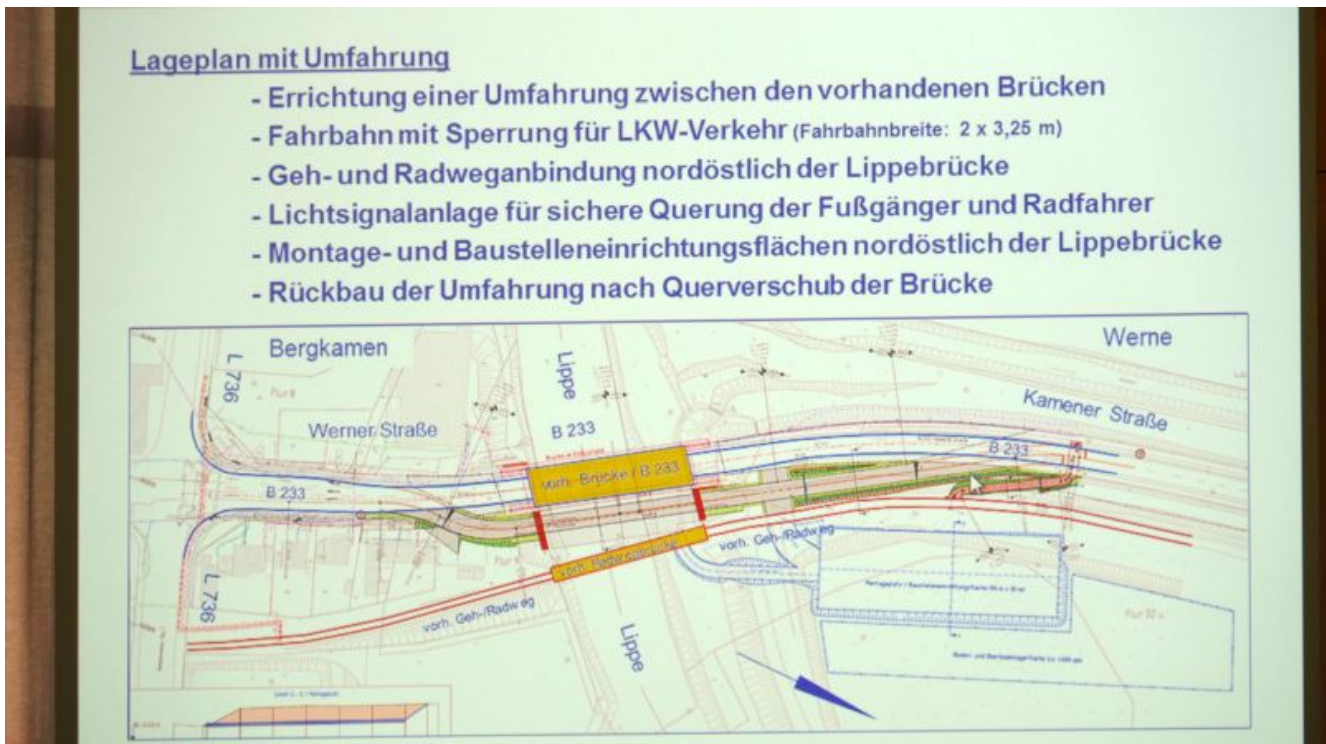 Lageplan mit Umfahrung
- Errichtung einer Umfahrung zwischen den vorhandenen Brücken
- Fahrbahn mit Sperrung für LKW-Verkehr (Fahrbahnbreite: 2 x 3,25 m)
- Geh- und Radweganbindung nordöstlich der Lippebrücke
- Lichtsignalanlage für sichere Querung der Fußgänger und Radfahrer
- Montage- und Baustelleneinrichtungsflächen nordöstlich der Lippebrücke
- Rückbau der Umfahrung nach Querverschub der Brücke
Bergkamen
Werne
L 736
Lippe
Kamener Straße
Werner Straße
B 233
B 233
vorh. Brücke / B 233
B 233
vorh. Geh-/Radweg
L 736
vorh. Geh-/Radweg
Lippe